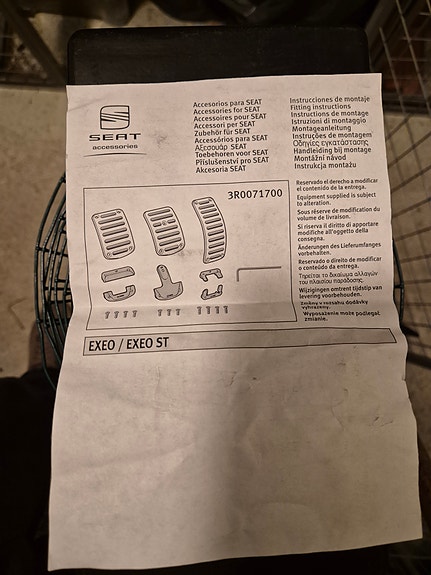 SEAT
accessories
Accesorios para SEAT
Accessories for SEAT
Accessoires pour SEAT
Accessori per SEAT
Zubehör für SEAT
Accessórios para SEAT
Αξεσουάρ SEAT
Toebehoren voor SEAT
Příslušenství pro SEAT
Akcesoria SEAT
Instrucciones de montaje
Fitting instructions
Instructions de montage
Istruzioni di montaggio
Montageanleitung
Instruções de montagem
Οδηγίες εγκατάστασης
Handleiding bij montage
Montážní návod
Instrukcja montażu
3R0071700
Reservado el derecho a modificar
el contenido de la entrega.
Equipment supplied is subject
to alteration.
Sous réserve de modification du
volume de livraison.
Si riserva il diritto di apportare
modifiche all'oggetto della
consegna.
Änderungen des Lieferumfanges
vorbehalten.
Reservado o direito de modificar
o conteúdo da entrega.
Τηρείται το δικαίωμα αλλαγών
του πλαισίου παράδοσης.
Wijzigingen omtrent tijdstip van
levering voorbehouden.
Změny v rozsahu dodávky
vyhrazeny.
Wyposażenie może podlegać
zmianie.
EXEO / EXEO ST